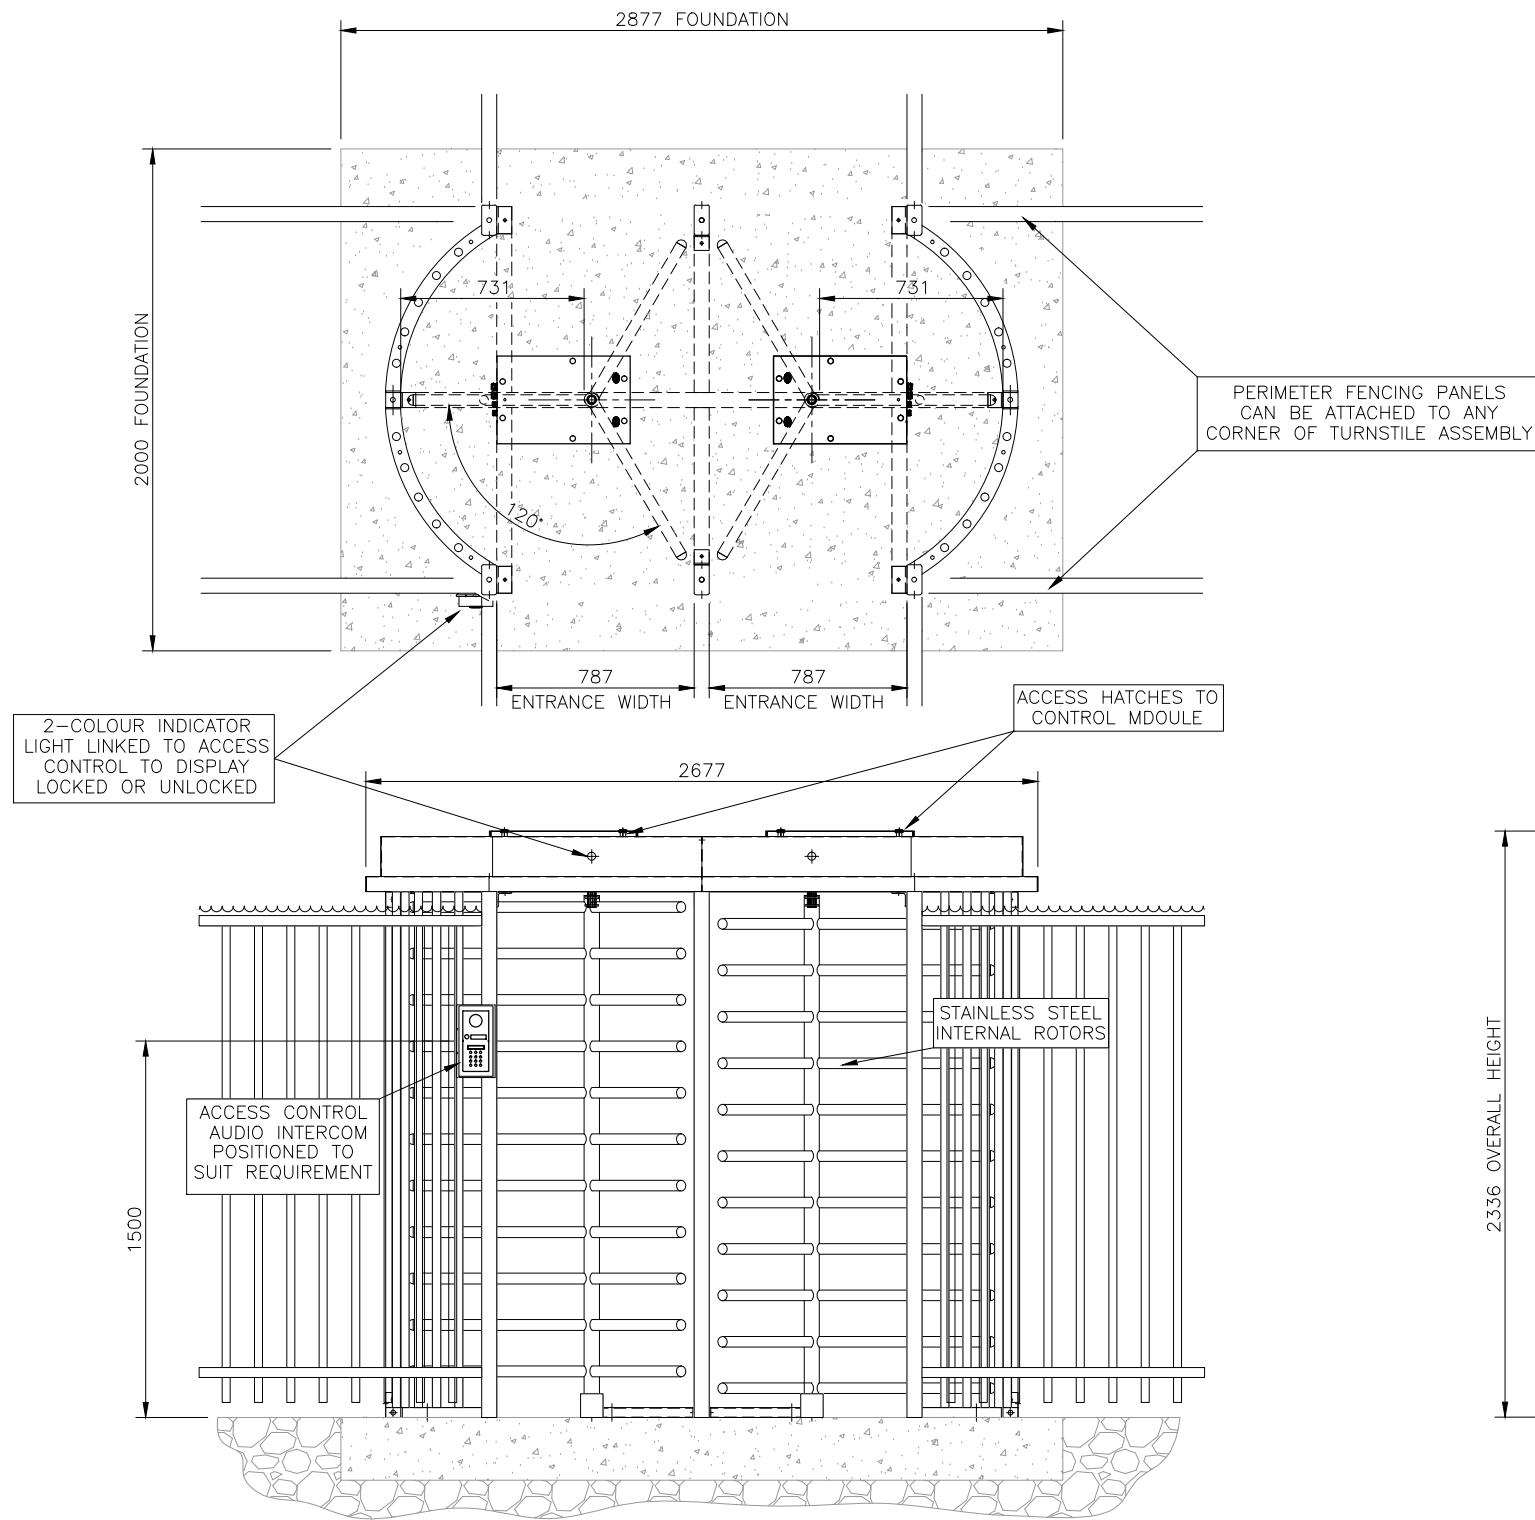 2877 FOUNDATION
2000 FOUNDATION
731
731
120°
PERIMETER FENCING PANELS
CAN BE ATTACHED TO ANY
CORNER OF TURNSTILE ASSEMBLY
787
ENTRANCE WIDTH
787
ENTRANCE WIDTH
ACCESS HATCHES TO
CONTROL MDOULE
2-COLOUR INDICATOR
LIGHT LINKED TO ACCESS
CONTROL TO DISPLAY
LOCKED OR UNLOCKED
2677
STAINLESS STEEL
INTERNAL ROTORS
ACCESS CONTROL
AUDIO INTERCOM
POSITIONED TO
SUIT REQUIREMENT
1500
2336 OVERALL HEIGHT